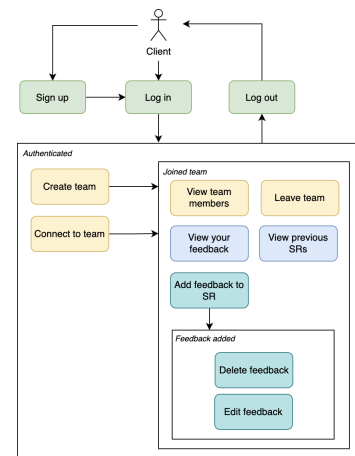 Client
Sign up
Log in
Log out
Authenticated
Create team
Connect to team
Joined team
View team
members
Leave team
View your
feedback
View previous
SRs
Add feedback to
SR
Feedback added
Delete feedback
Edit feedback